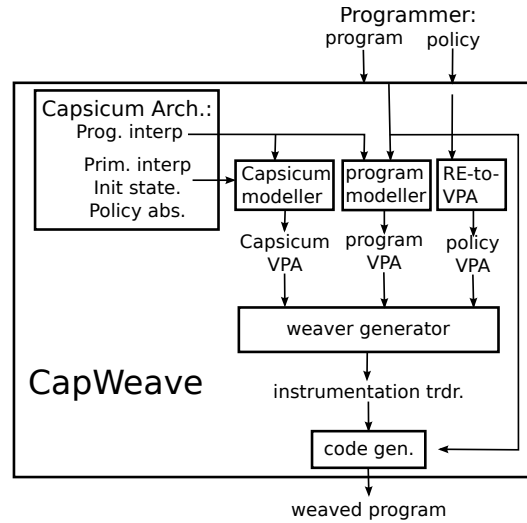 Programmer:
program policy
Capsicum Arch.:
Prog. interp
Prim. interp
Init state.
Policy abs.
Capsicum
modeller
program
modeller
RE-to-
VPA
Capsicum
VPA
program
VPA
policy
VPA
weaver generator
CapWeave
instrumentation trdr.
code gen.
weaved program